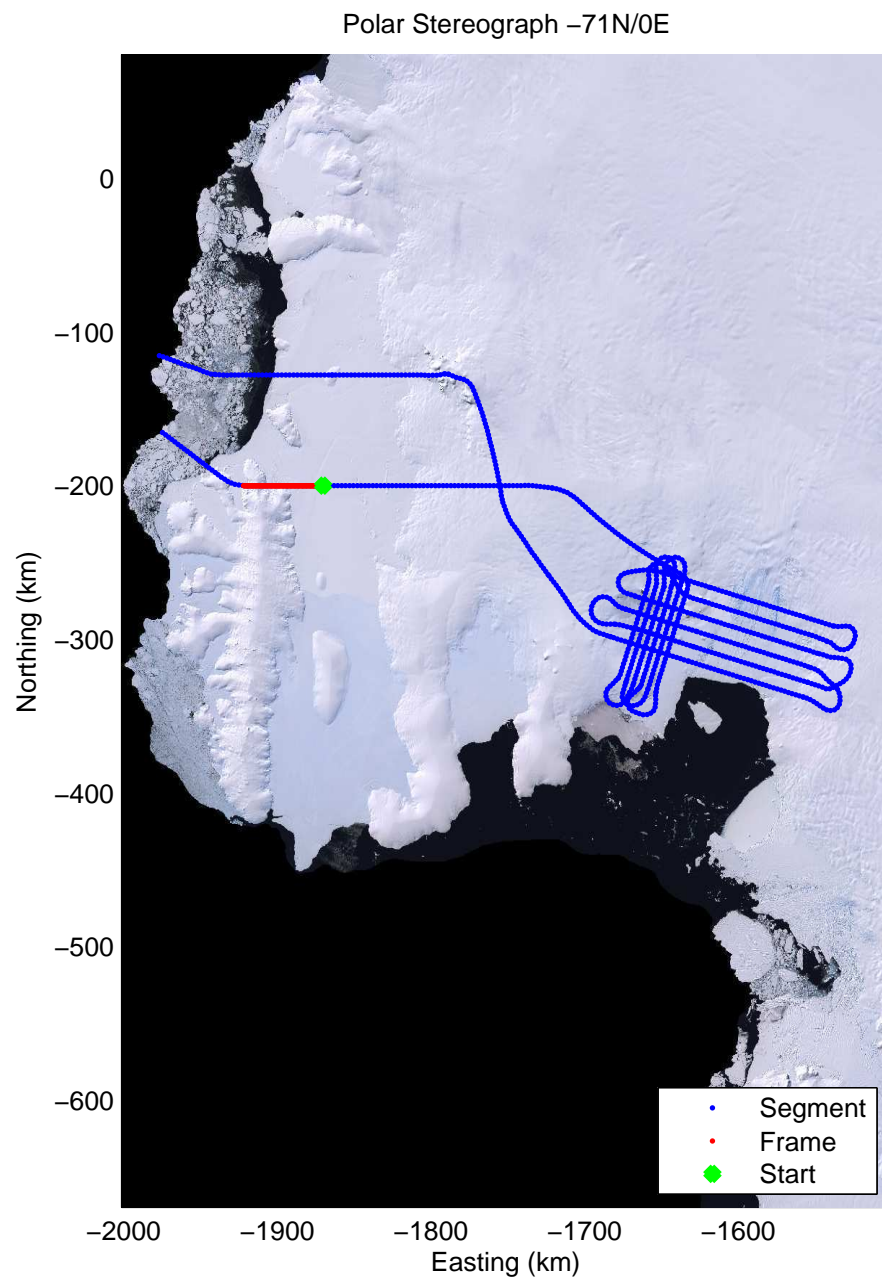 Polar Stereograph −71N/0E
0
−100
−200
−300
−400
−500
−600
Northing (km)
Segment
Frame
Start
−2000 −1900 −1800 −1700 −1600
Easting (km)